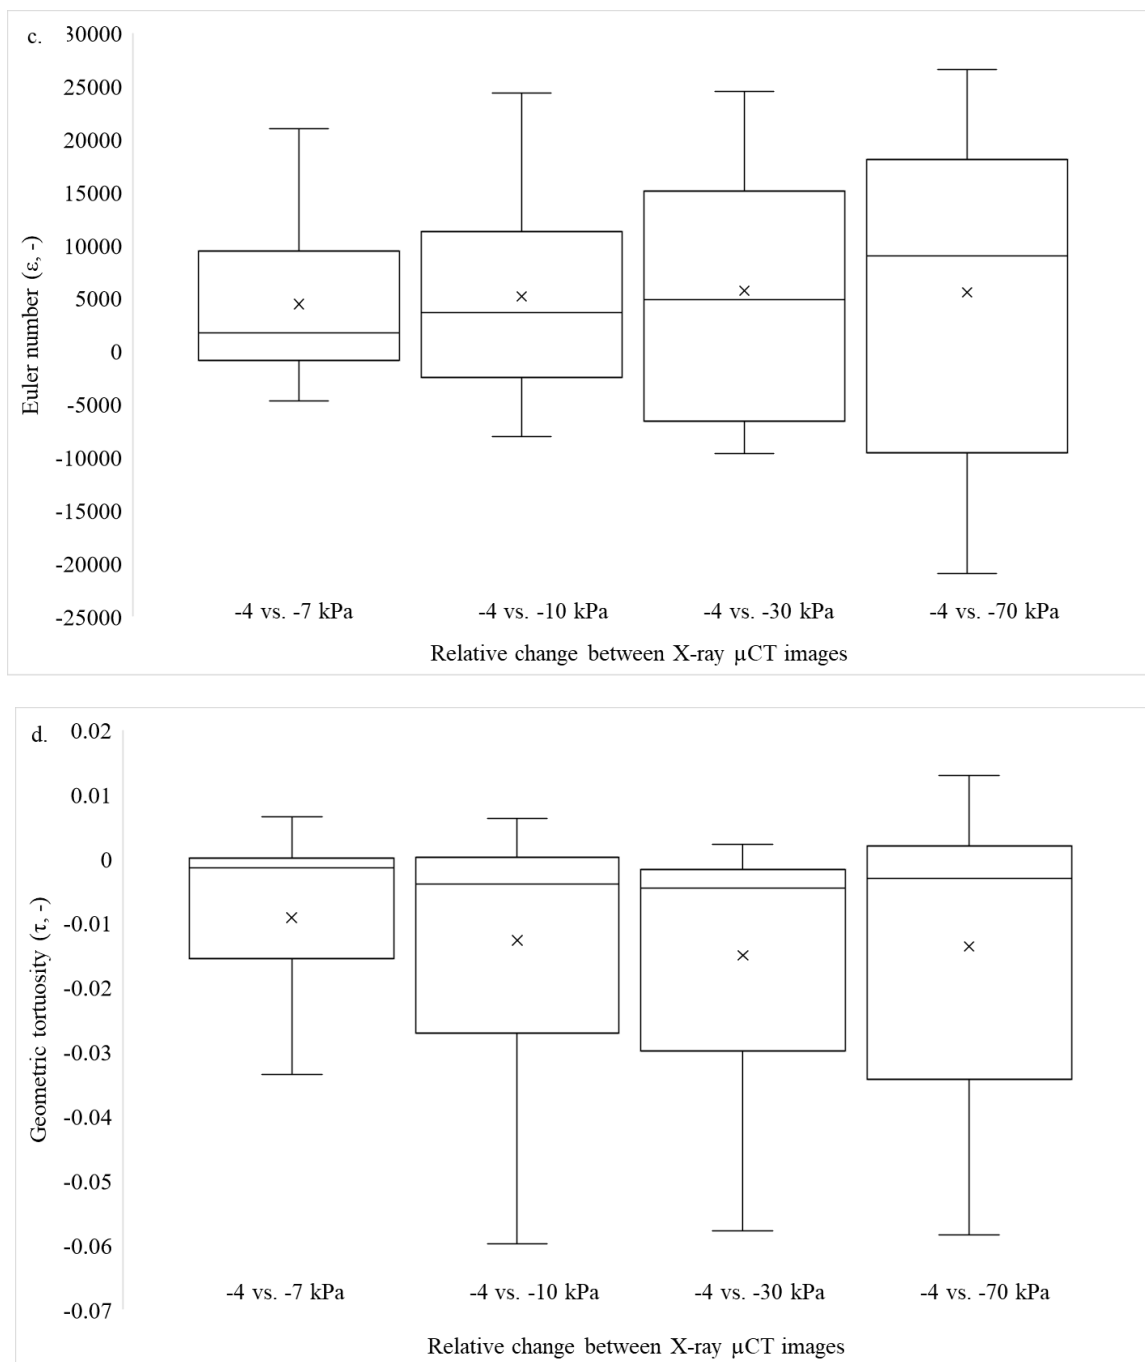 c.
30000
25000
20000
15000
10000
5000
0
-5000
-10000
-15000
-20000
-25000
Euler number (ε, -)
-4 vs. -7 kPa -4 vs. -10 kPa -4 vs. -30 kPa -4 vs. -70 kPa
Relative change between X-ray µCT images
d.
0.02
0.01
0
-0.01
-0.02
-0.03
-0.04
-0.05
-0.06
-0.07
Geometric tortuosity (τ, -)
-4 vs. -7 kPa -4 vs. -10 kPa -4 vs. -30 kPa -4 vs. -70 kPa
Relative change between X-ray µCT images